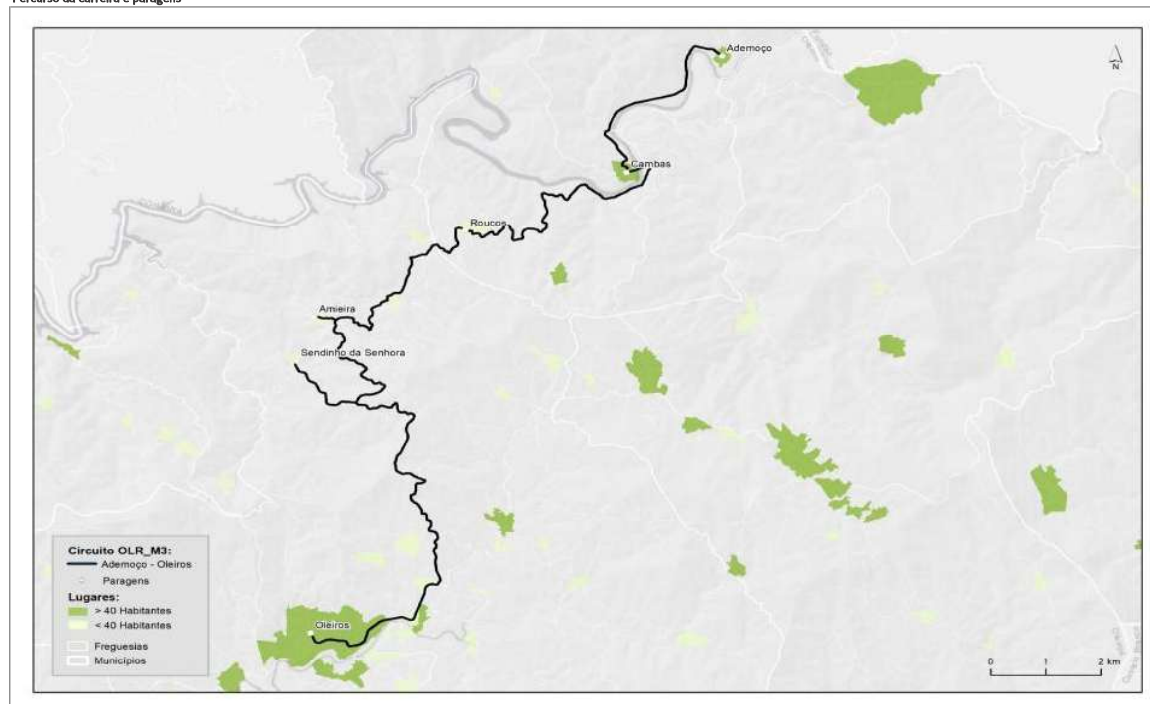 Percurso da carreira e paragens
Ademoço
N
Cambas
Roucos
Amieira
Sendinho da Senhora
Oleiros
Circuito OLR_M3:
Ademoço - Oleiros
Paragens
Lugares:
> 40 Habitantes
< 40 Habitantes
Freguesias
Municípios
0 1 2 km